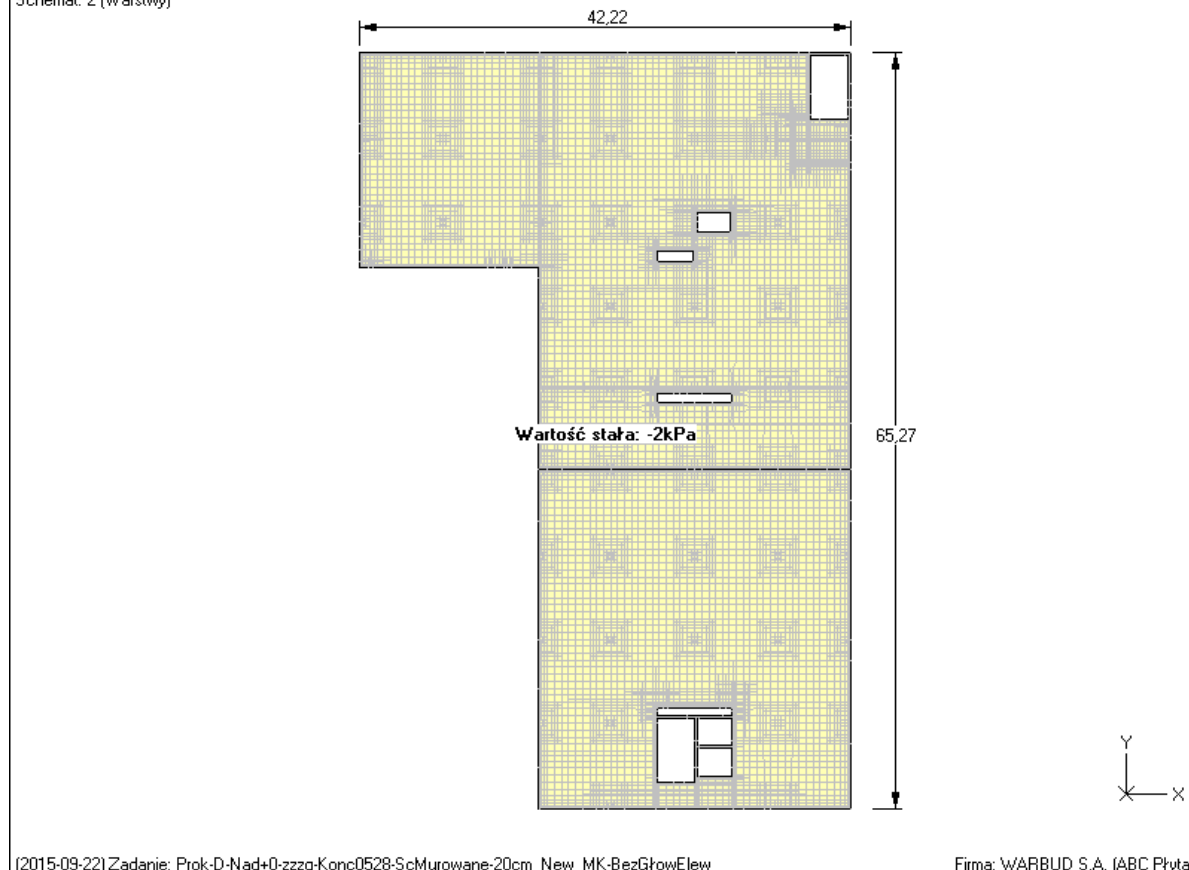 Schemat: 2 (Warstwy)
42,22
Wartość stała: -2kPa
65,27
Y
X
(2015-09-22) Zadanie: Prok-D-Nad+0-zzzg-Konc0528-ScMurowane-20cm_New_MK-BezGłowElew
Firma: WARBUD S.A. (ABC Płyta